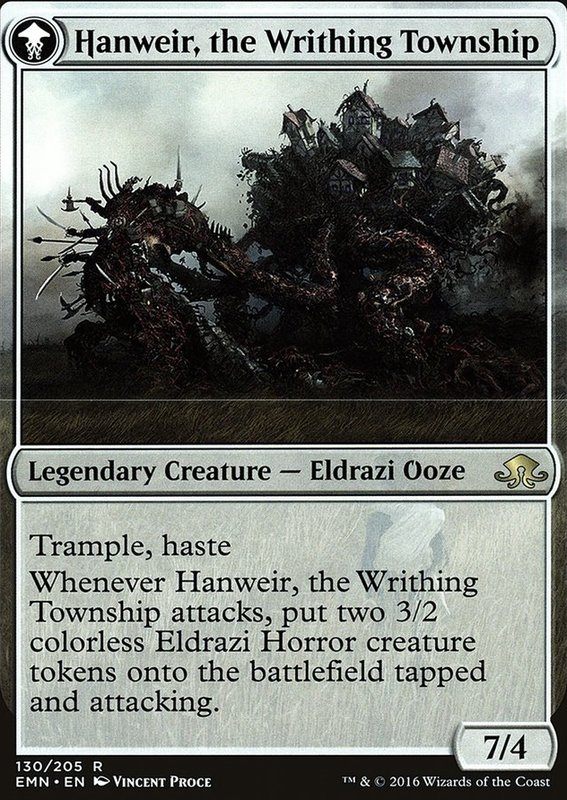 Hanweir, the Writhing Township
Legendary Creature — Eldrazi Ooze
Trample, haste
Whenever Hanweir, the Writhing
Township attacks, put two 3/2
colorless Eldrazi Horror creature
tokens onto the battlefield tapped
and attacking.
7/4
130/205 R
EMN • EN Vincent Proce
™ & © 2016 Wizards of the Coast